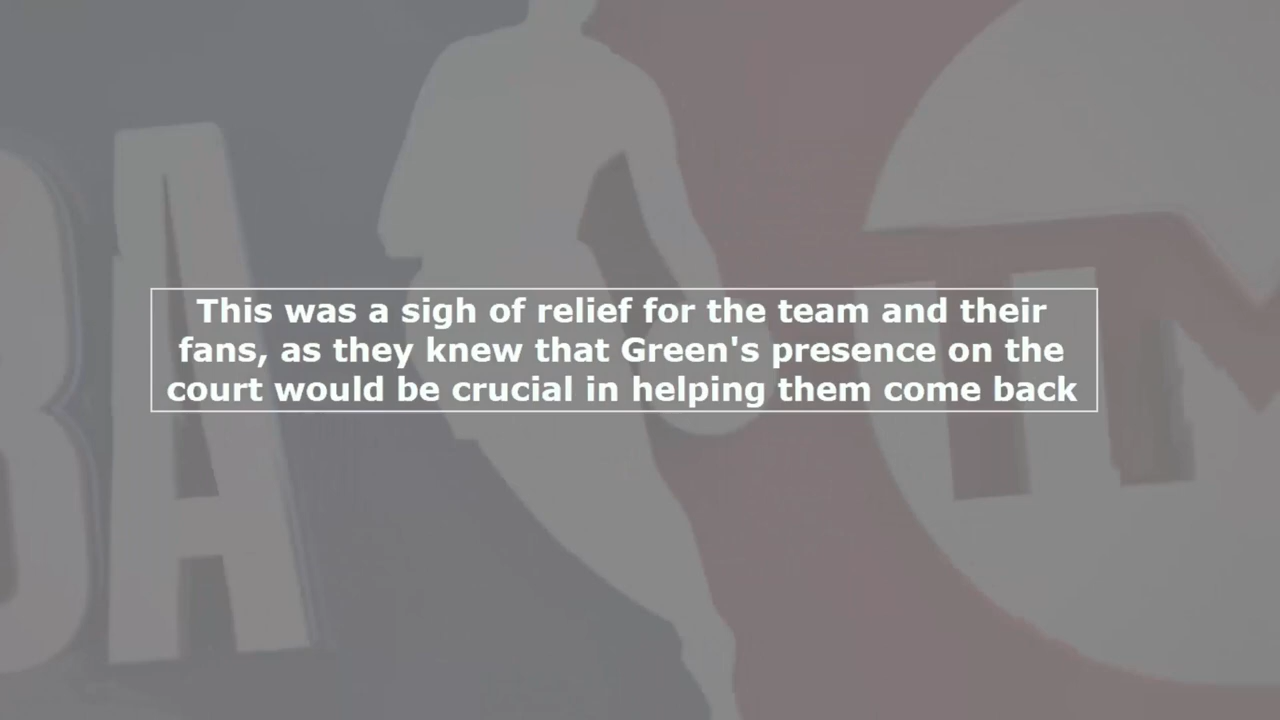 BA
This was a sigh of relief for the team and their
fans, as they knew that Green's presence on the
court would be crucial in helping them come back